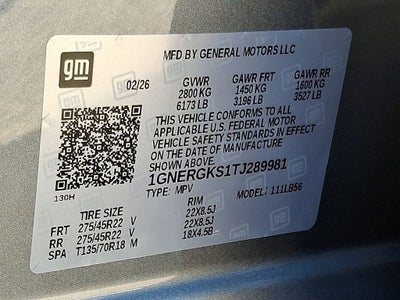 gm
MFD BY GENERAL MOTORS LLC
02/26 GVWR GAWR FRT GAWR RR
2800 KG 1450 KG 1600 KG
6173 LB 3196 LB 3527 LB
THIS VEHICLE CONFORMS TO ALL
APPLICABLE U.S. FEDERAL MOTOR
VEHICLE SAFETY STANDARDS IN EFFECT
ON THE DATE OF MANUFACTURE
SHOWN ABOVE.
1GNERGKS1TJ289981
130H TYPE: MPV MODEL: 111LB56
TIRE SIZE RIM
FRT 275/45R22 V 22X8.5J
RR 275/45R22 V 22X8.5J
SPA T135/70R18 M 18X4.5B